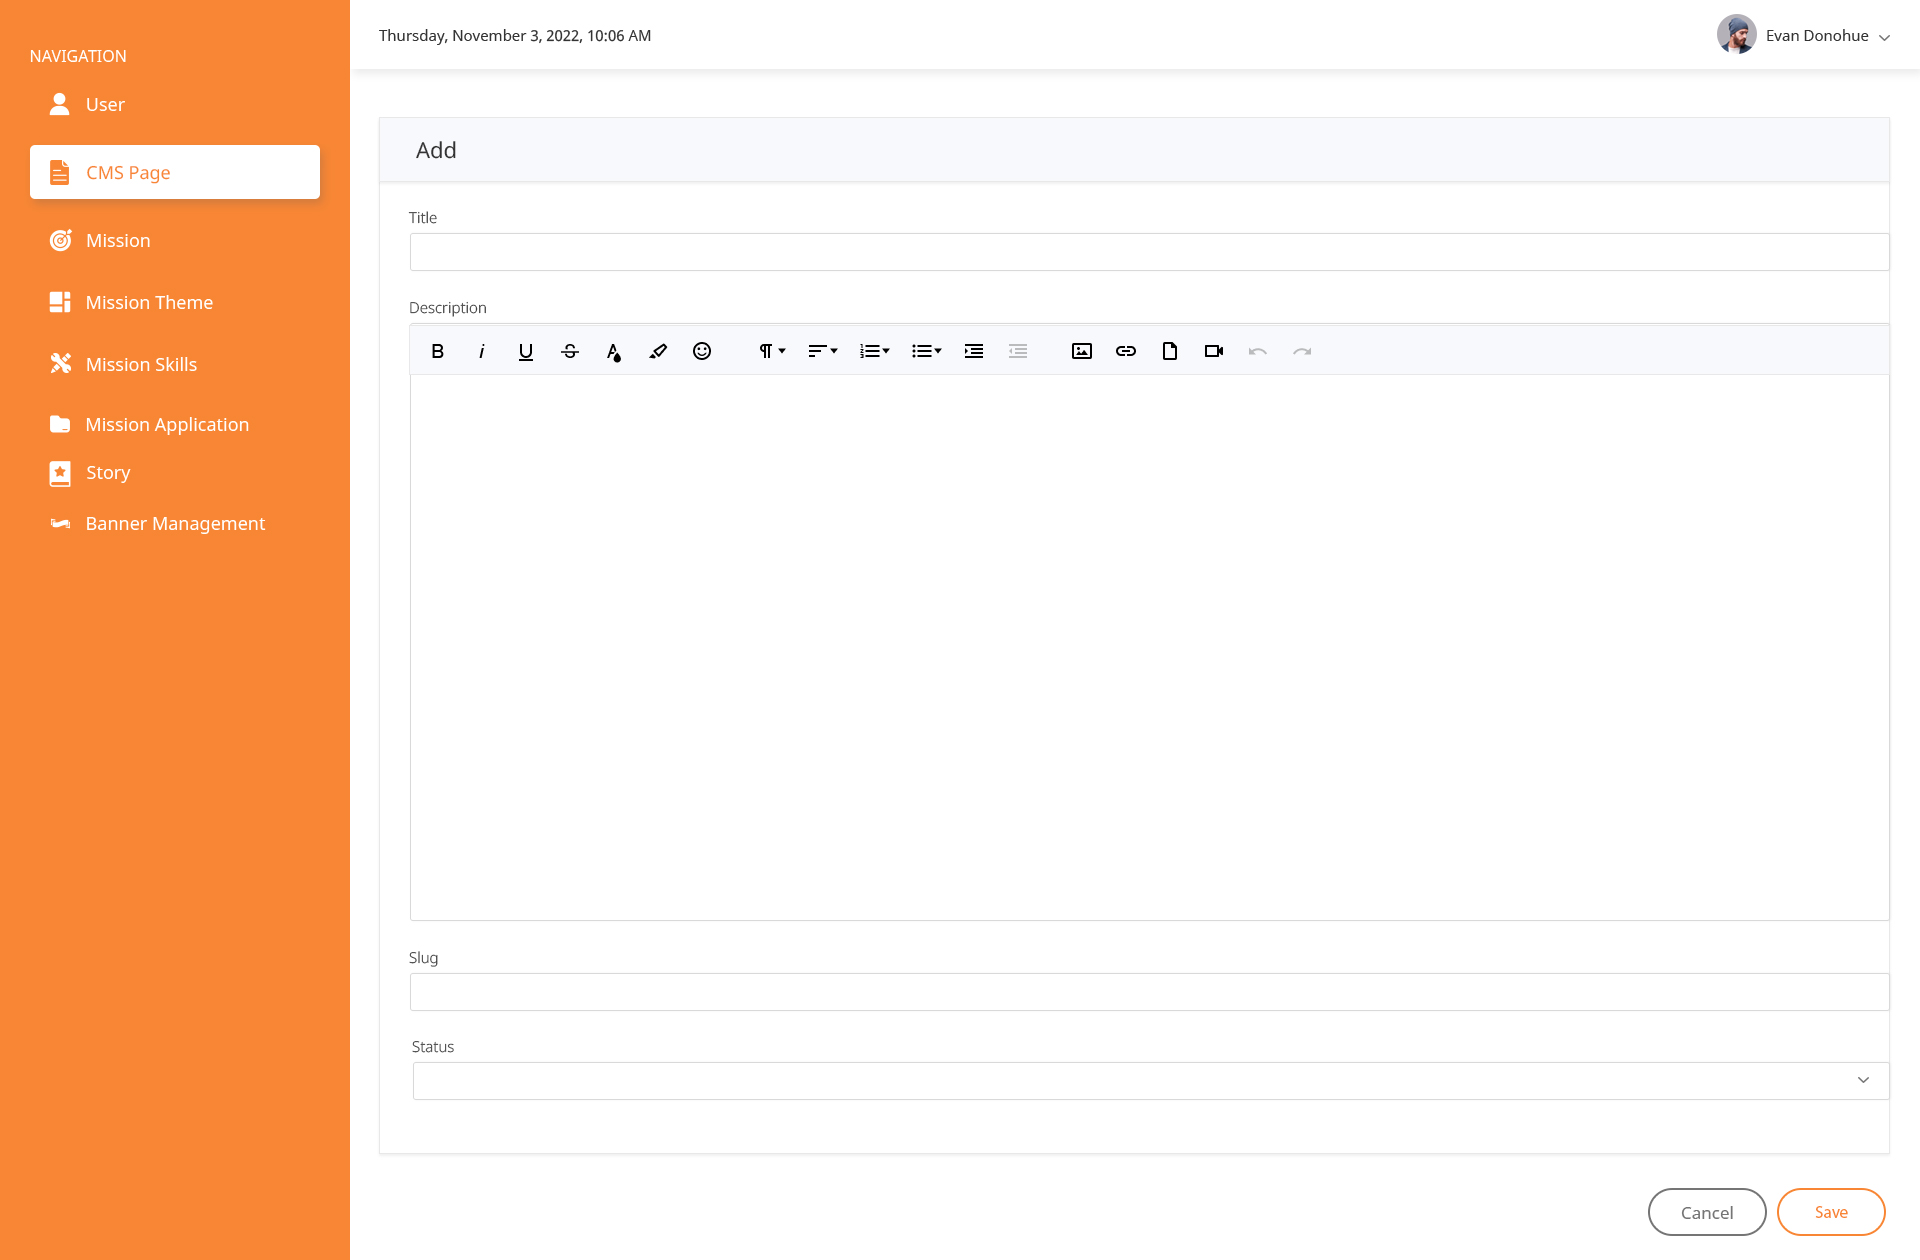 Thursday, November 3, 2022, 10:06 AM
Evan Donohue
NAVIGATION
User
CMS Page
Mission
Mission Theme
Mission Skills
Mission Application
Story
Banner Management
Add
Title
Description
Slug
Status
Cancel
Save